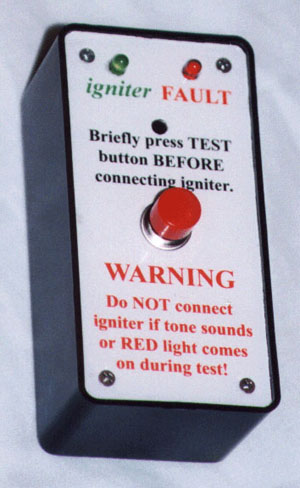 igniter FAULT
Briefly press TEST
button BEFORE
connecting igniter.
WARNING
Do NOT connect
igniter if tone sounds
or RED light comes
on during test!